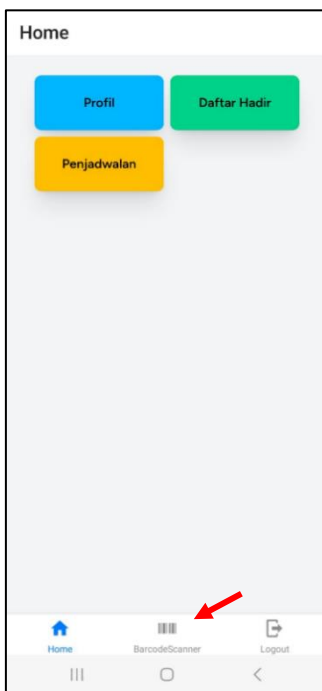 Home
Profil
Daftar Hadir
Penjadwalan
Home
BarcodeScanner
Logout